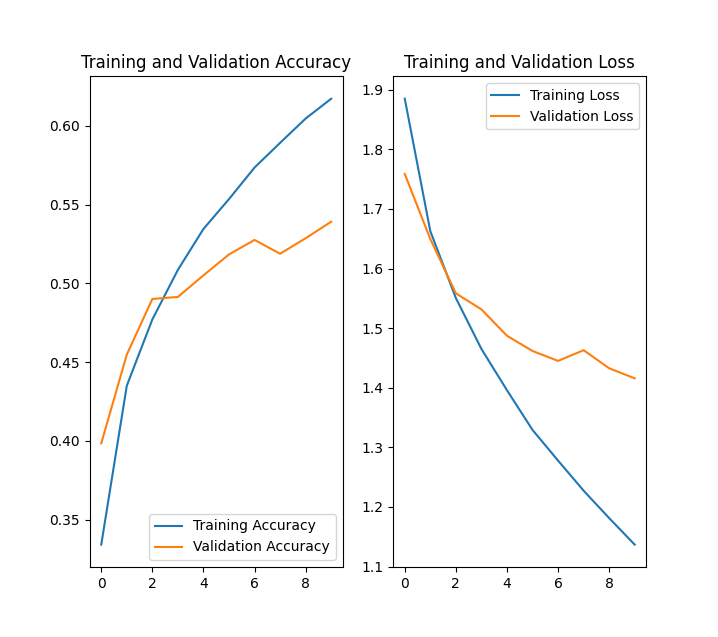 Training and Validation Accuracy
0.60
0.55
0.50
0.45
0.40
0.35
0 2 4 6 8
Training Accuracy
Validation Accuracy
Training and Validation Loss
1.9
1.8
1.7
1.6
1.5
1.4
1.3
1.2
1.1
0 2 4 6 8
Training Loss
Validation Loss